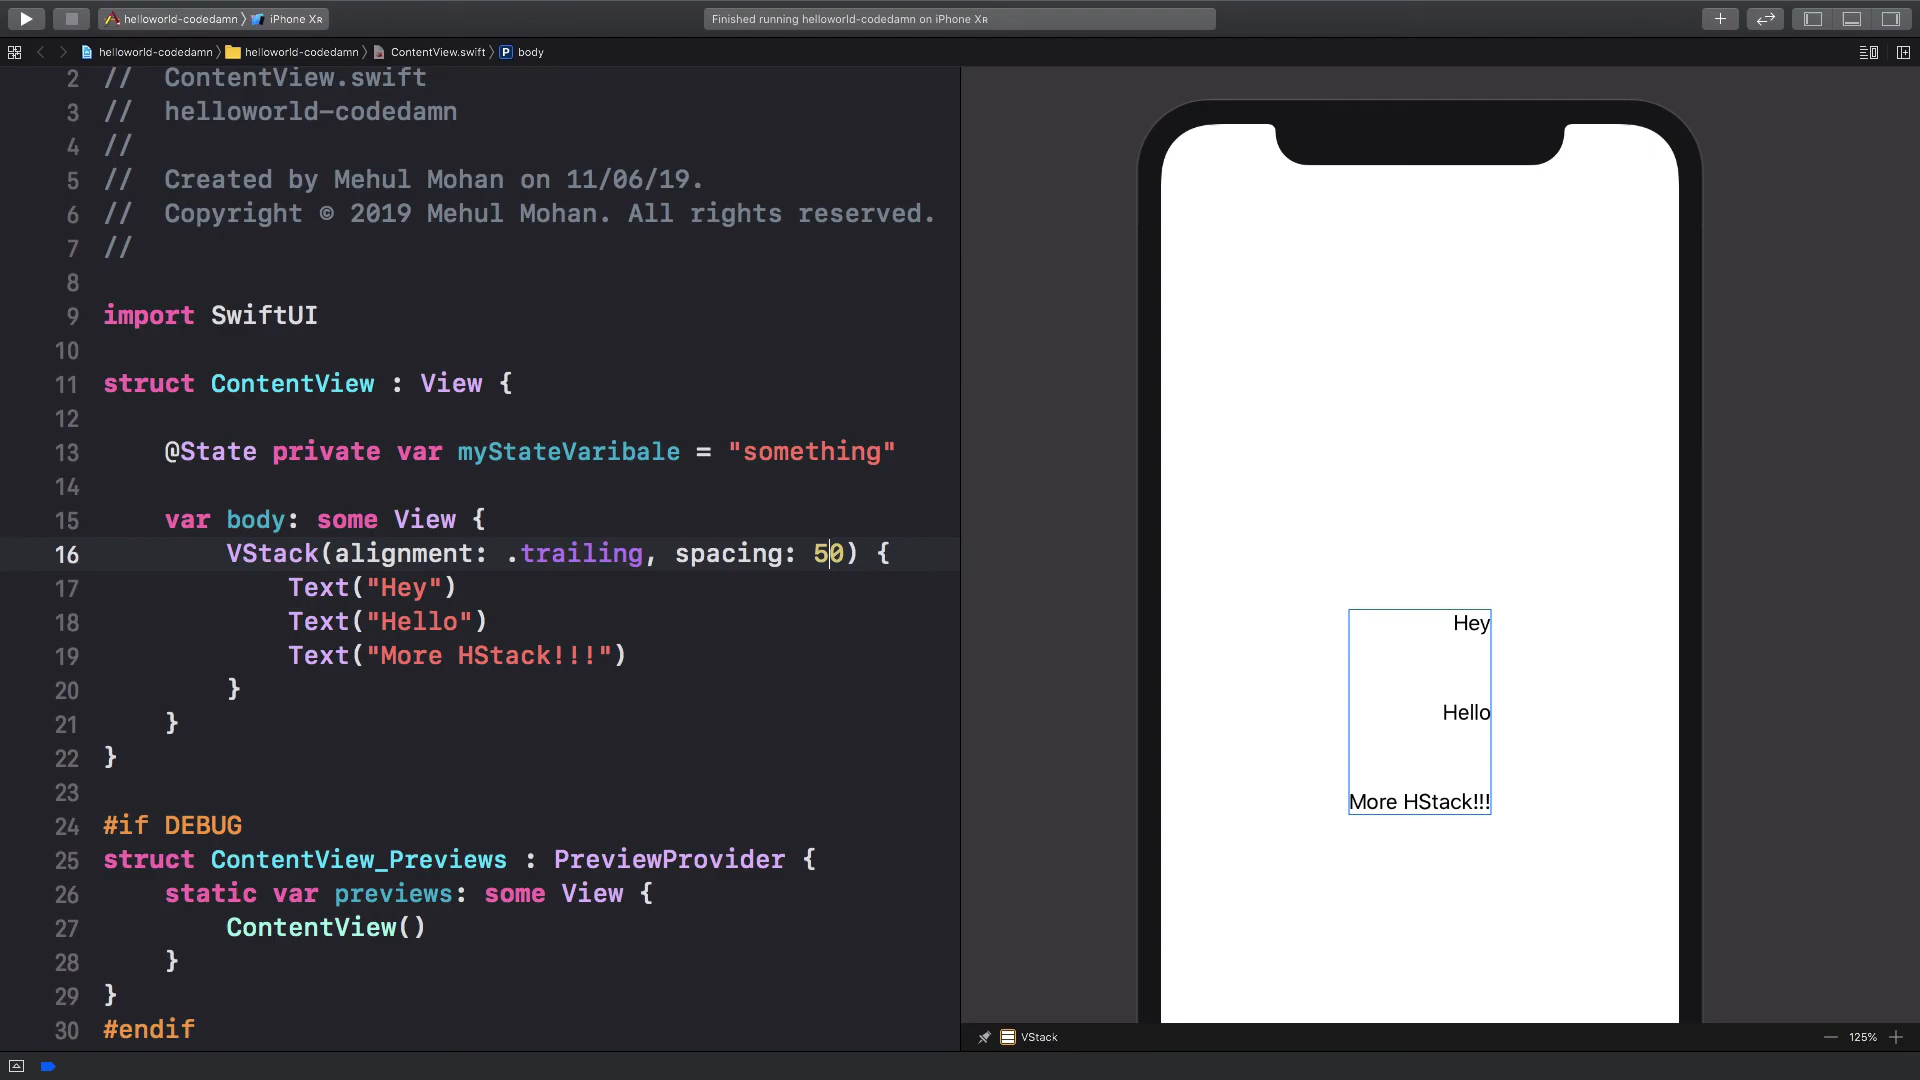 helloworld-codedamn 〉 iPhone XR
Finished running helloworld-codedamn on iPhone XR
helloworld-codedamn 〉 helloworld-codedamn 〉 ContentView.swift 〉 P body
2 //  ContentView.swift
3 //  helloworld-codedamn
4 //
5 //  Created by Mehul Mohan on 11/06/19.
6 //  Copyright © 2019 Mehul Mohan. All rights reserved.
7 //
8
9 import SwiftUI
10
11 struct ContentView : View {
12
13     @State private var myStateVaribale = "something"
14
15     var body: some View {
16         VStack(alignment: .trailing, spacing: 50) {
17             Text("Hey")
18             Text("Hello")
19             Text("More HStack!!!")
20         }
21     }
22 }
23
24 #if DEBUG
25 struct ContentView_Previews : PreviewProvider {
26     static var previews: some View {
27         ContentView()
28     }
29 }
30 #endif
Hey
Hello
More HStack!!!
VStack
125%